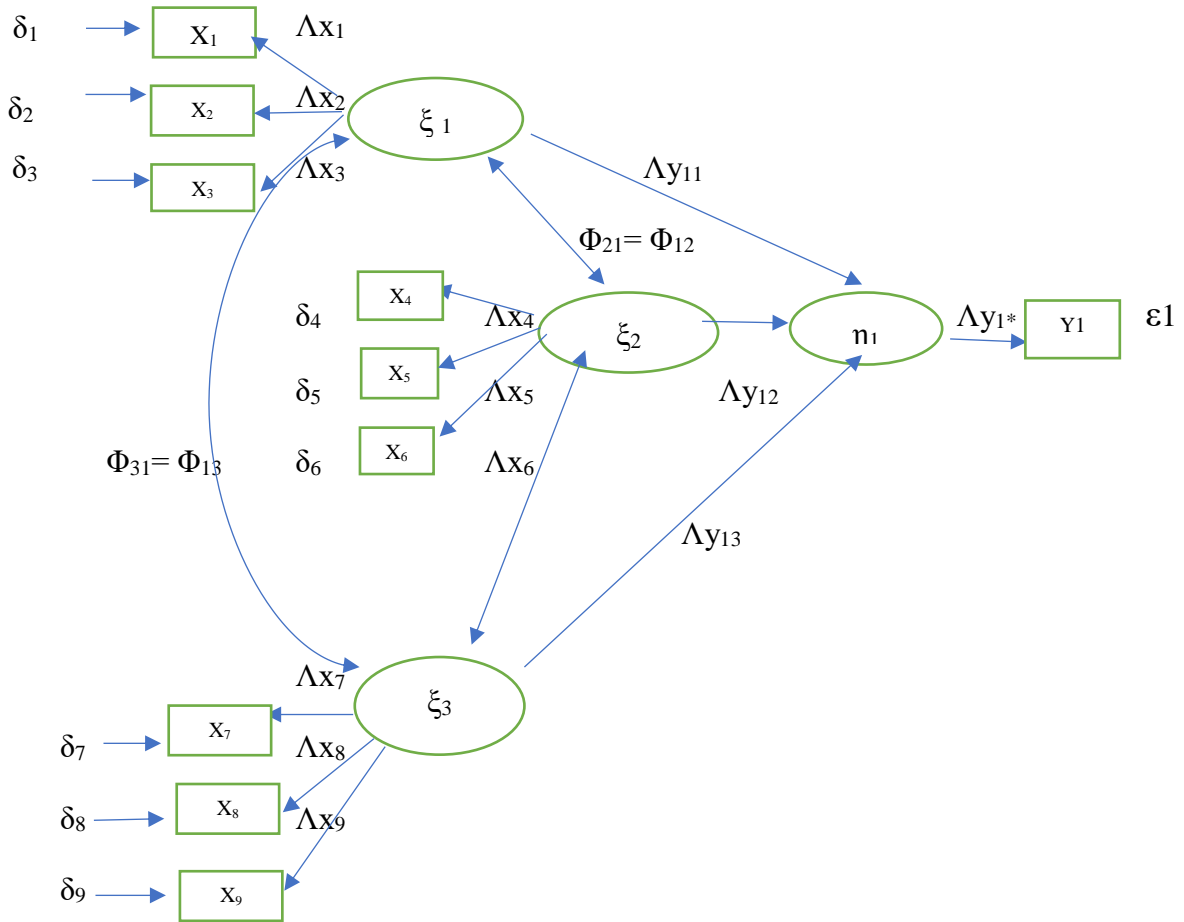 δ₁
X₁
Λx₁
δ₂
X₂
Λx₂
ξ ₁
δ₃
X₃
Λx₃
Λy₁₁
Φ₂₁= Φ₁₂
δ₄
X₄
Λx₄
ξ₂
η₁
Λy₁*
Y1
ε1
δ₅
X₅
Λx₅
Λy₁₂
δ₆
X₆
Λx₆
Φ₃₁= Φ₁₃
Λy₁₃
Λx₇
ξ₃
δ₇
X₇
Λx₈
δ₈
X₈
Λx₉
δ₉
X₉